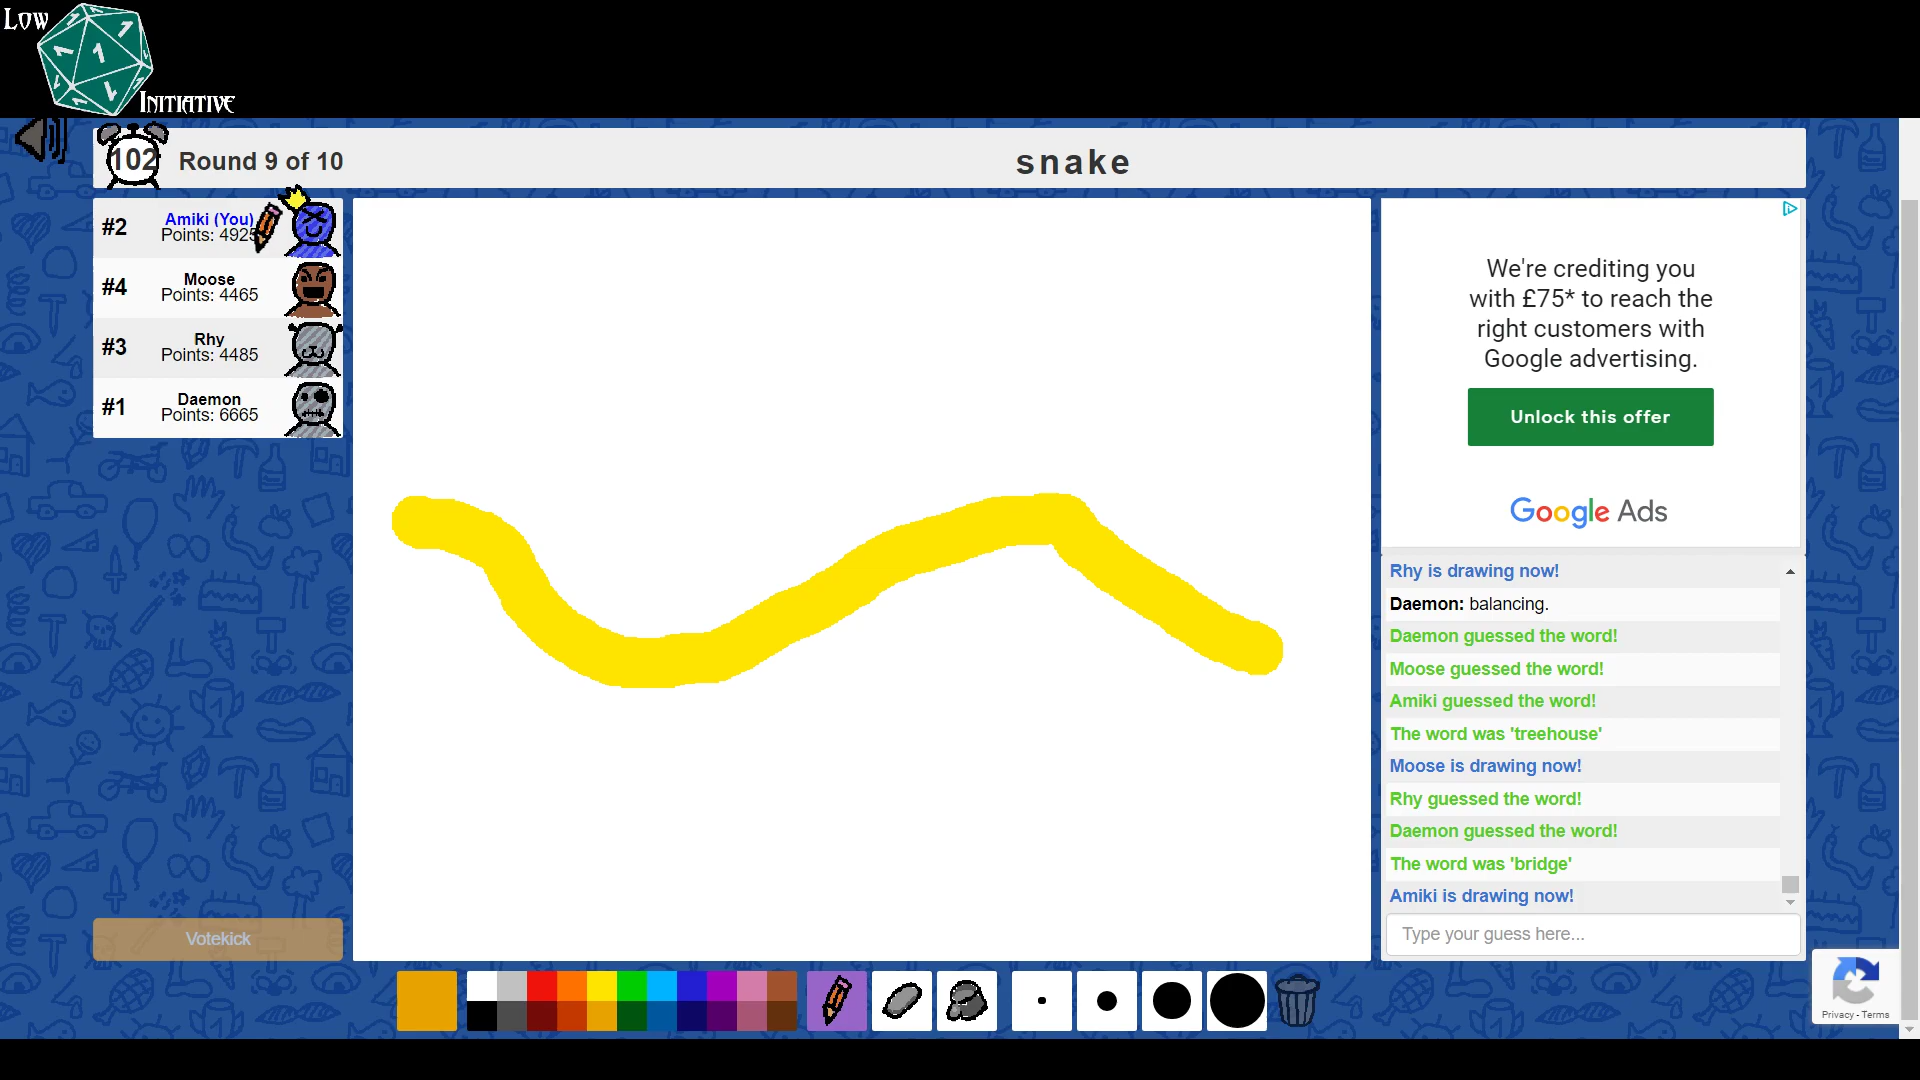 Low
Initiative
102
Round 9 of 10
snake
#2
Amiki (You)
Points: 4925
#4
Moose
Points: 4465
#3
Rhy
Points: 4485
#1
Daemon
Points: 6665
Votekick
We're crediting you
with £75* to reach the
right customers with
Google advertising.
Unlock this offer
Google Ads
Rhy is drawing now!
Daemon: balancing.
Daemon guessed the word!
Moose guessed the word!
Amiki guessed the word!
The word was 'treehouse'
Moose is drawing now!
Rhy guessed the word!
Daemon guessed the word!
The word was 'bridge'
Amiki is drawing now!
Type your guess here...
Privacy - Terms